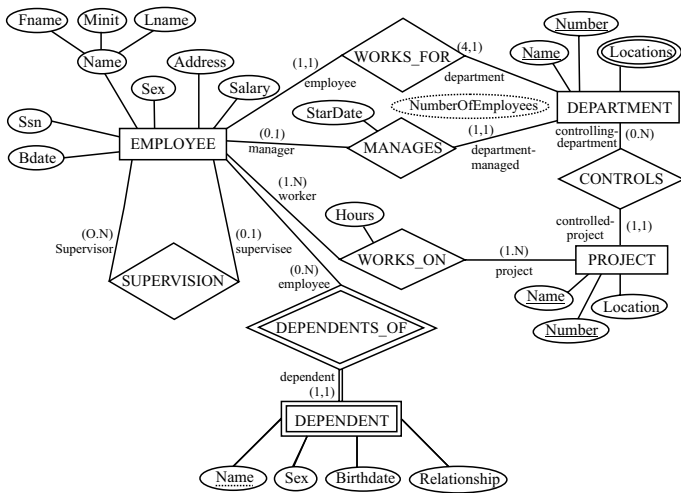 Fname
Minit
Lname
Name
Number
Name
Locations
Address
Sex
Salary
(1,1)
employee
WORKS_FOR
(4,1)
department
NumberOfEmployees
DEPARTMENT
Ssn
Bdate
EMPLOYEE
StarDate
(0.1)
manager
MANAGES
(1,1)
department-
managed
controlling-
department
(0.N)
CONTROLS
(1.N)
worker
Hours
controlled-
project
(1,1)
(O.N)
Supervisor
(0.1)
supervisee
SUPERVISION
WORKS_ON
(1.N)
project
PROJECT
(0.N)
employee
Name
Location
Number
DEPENDENTS_OF
dependent
(1,1)
DEPENDENT
Name
Sex
Birthdate
Relationship